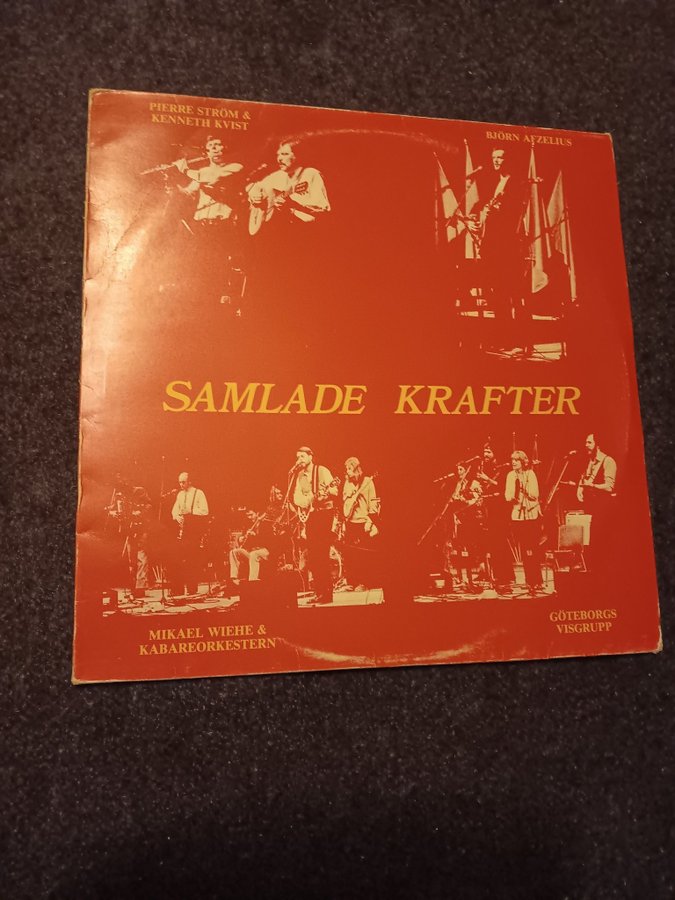 PIERRE STRÖM &
KENNETH KVIST
BJÖRN AFZELIUS
SAMLADE KRAFTER
MIKAEL WIEHE &
KABAREORKESTERN
GÖTEBORGS
VISGRUPP